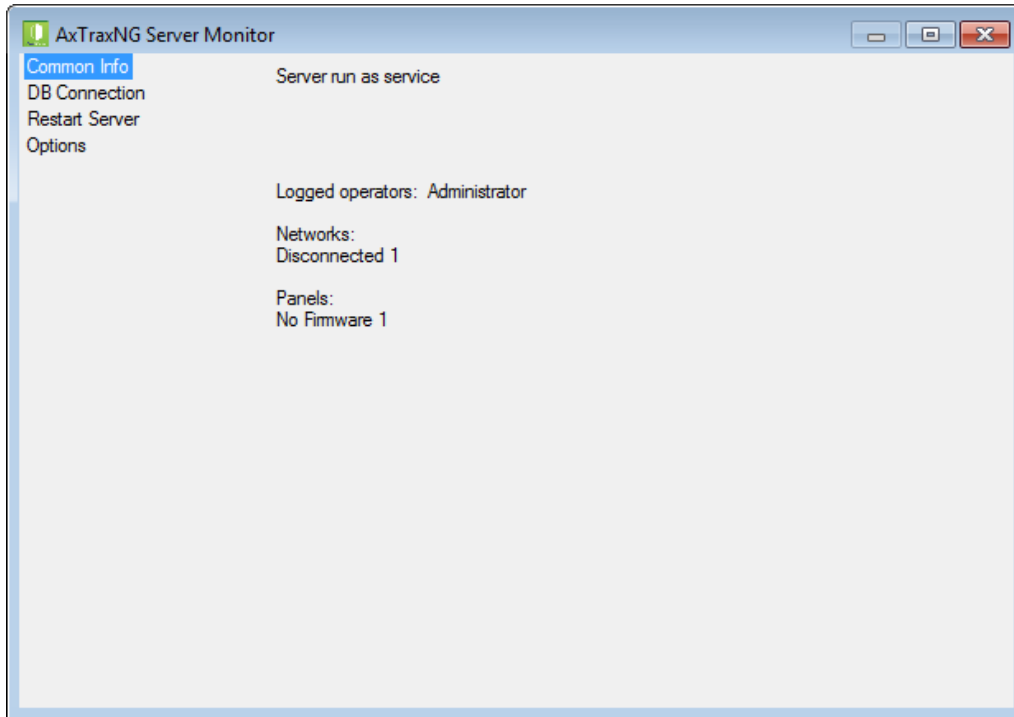 AxTraxNG Server Monitor
Common Info
DB Connection
Restart Server
Options
Server run as service
Logged operators: Administrator
Networks:
Disconnected 1
Panels:
No Firmware 1